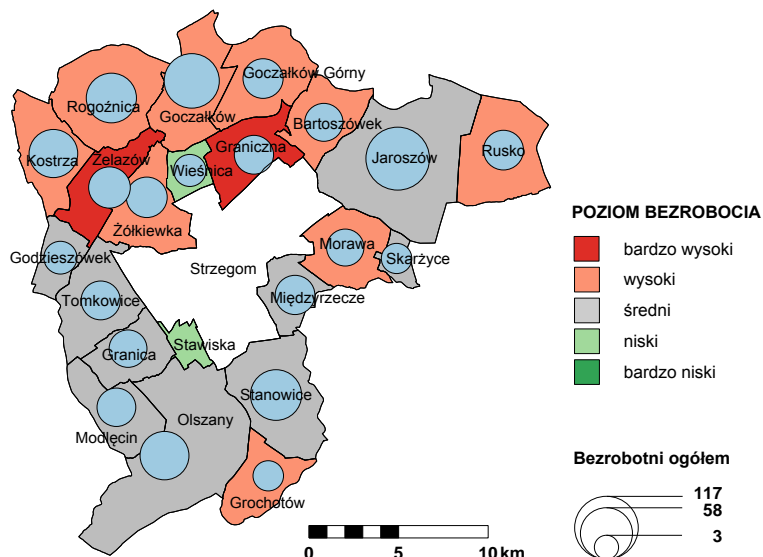 Goczałków Górny
Rogoźnica
Goczałków
Bartoszówek
Kostrza
Żelazów
Graniczna
Rusko
Jaroszów
Wieśnica
Żółkiewka
Morawa
Godzieszówek
Skarżyce
Strzegom
Tomkowice
Międzyrzecze
Stawiska
Granica
Stanowice
Olszany
Modlęcin
Grochotów
0 5 10 km
POZIOM BEZROBOCIA
bardzo wysoki
wysoki
średni
niski
bardzo niski
Bezrobotni ogółem
117
58
3